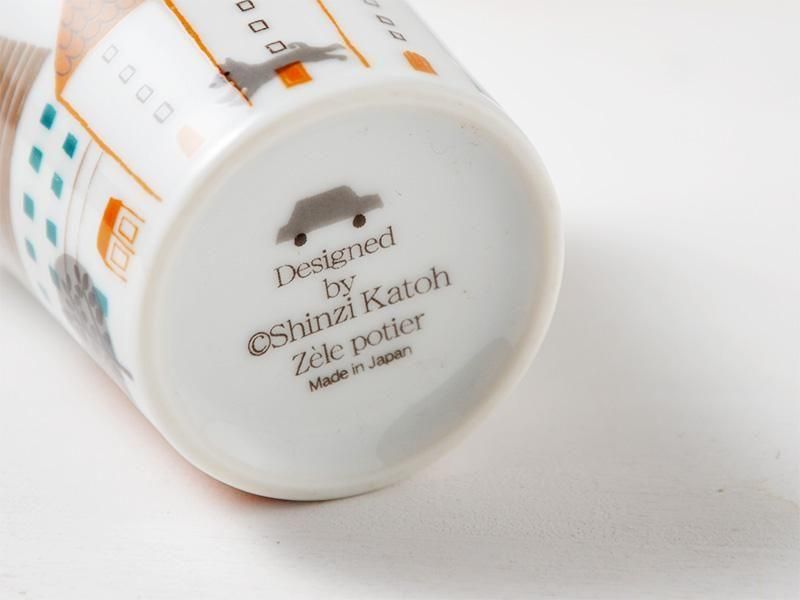 Designed
by
©Shinzi Katoh
Zèle potier
Made in Japan